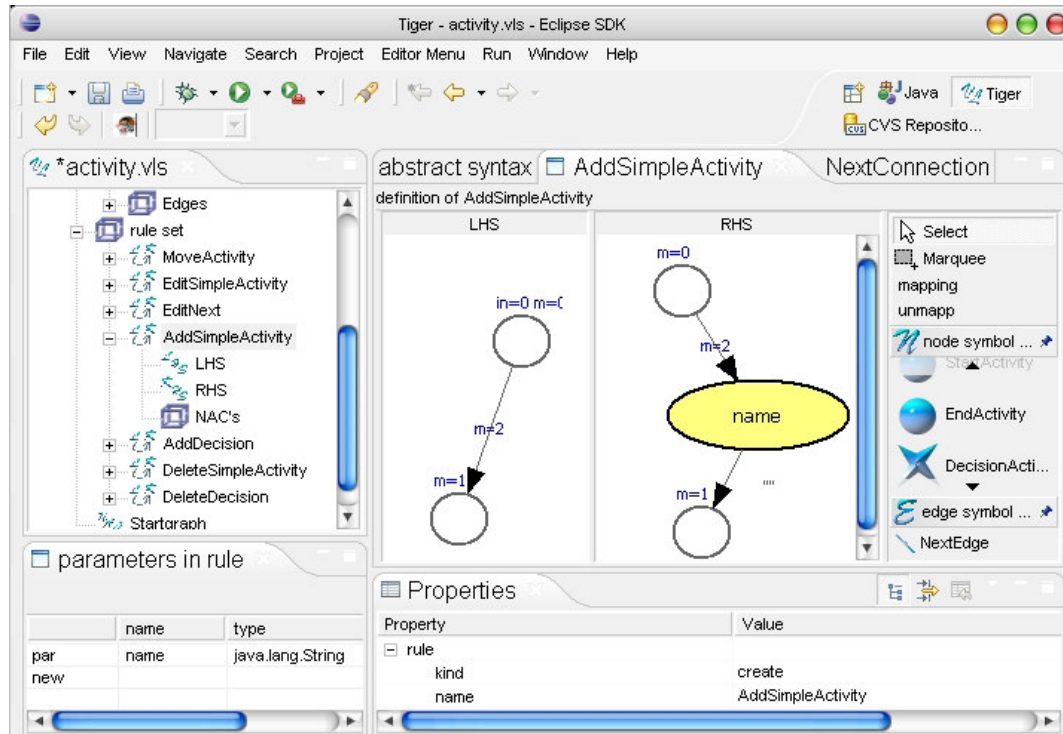 Tiger - activity.vls - Eclipse SDK
File Edit View Navigate Search Project Editor Menu Run Window Help
Java Tiger
CVS Reposito...
*activity.vls
Edges
rule set
MoveActivity
EditSimpleActivity
EditNext
AddSimpleActivity
LHS
RHS
NAC's
AddDecision
DeleteSimpleActivity
DeleteDecision
Startgraph
abstract syntax AddSimpleActivity NextConnection
definition of AddSimpleActivity
LHS
in=0 m=0
m=2
m=1
RHS
m=0
m=2
name
""
m=1
Select
Marquee
mapping
unmapp
node symbol ...
StartActivity
EndActivity
DecisionActi...
edge symbol ...
NextEdge
parameters in rule
name type
par name java.lang.String
new
Properties
Property Value
rule
kind create
name AddSimpleActivity